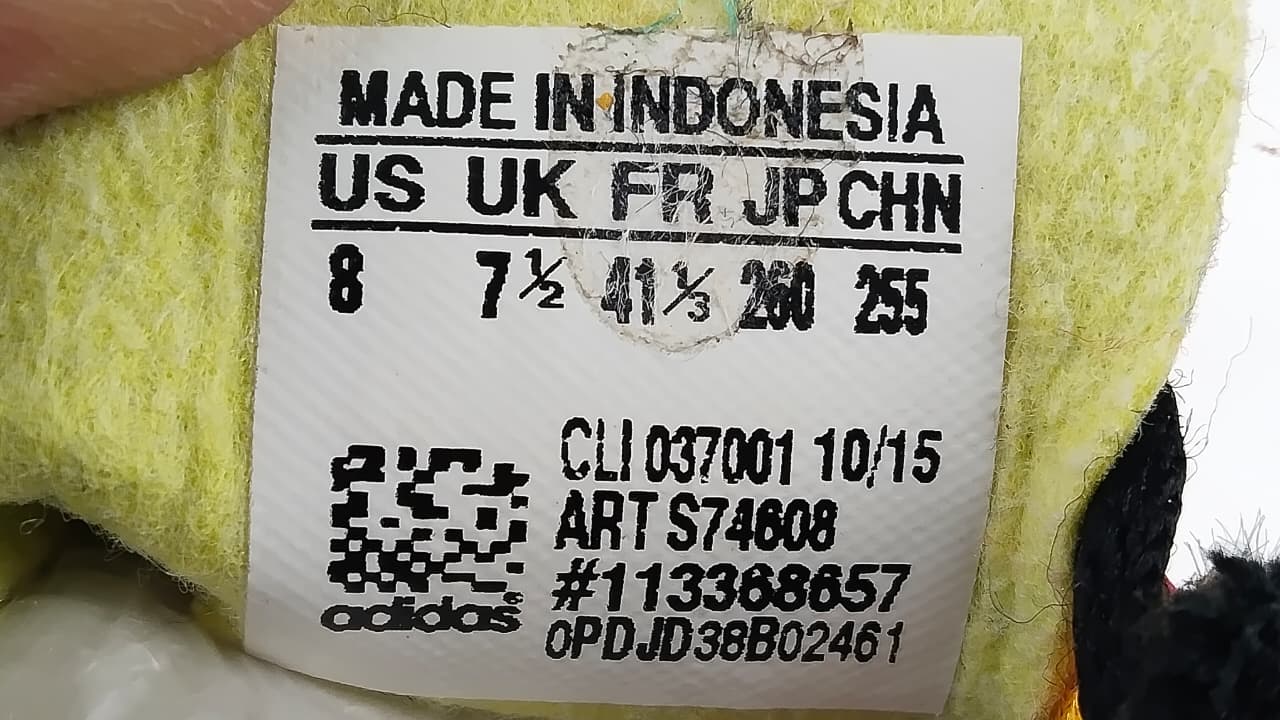 MADE IN INDONESIA
US UK FR JP CHN
8 7½ 41⅓ 260 255
CLI 037001 10/15
ART S74608
#113368657
0PDJD38B02461
adidas®